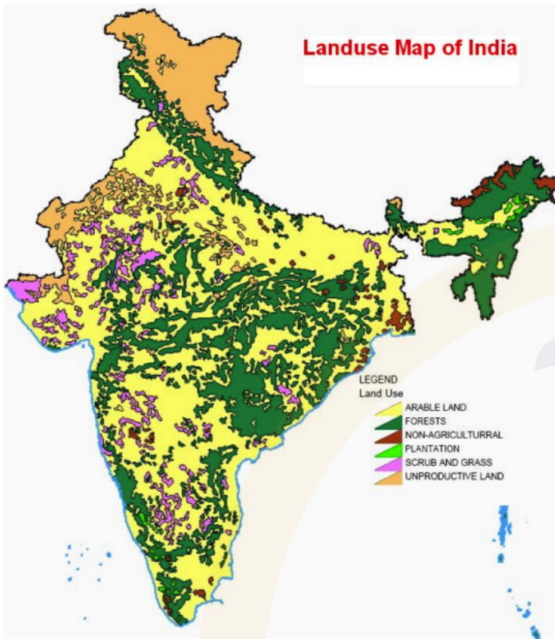 Landuse Map of India
LEGEND
Land Use
ARABLE LAND
FORESTS
NON-AGRICULTURRAL
PLANTATION
SCRUB AND GRASS
UNPRODUCTIVE LAND